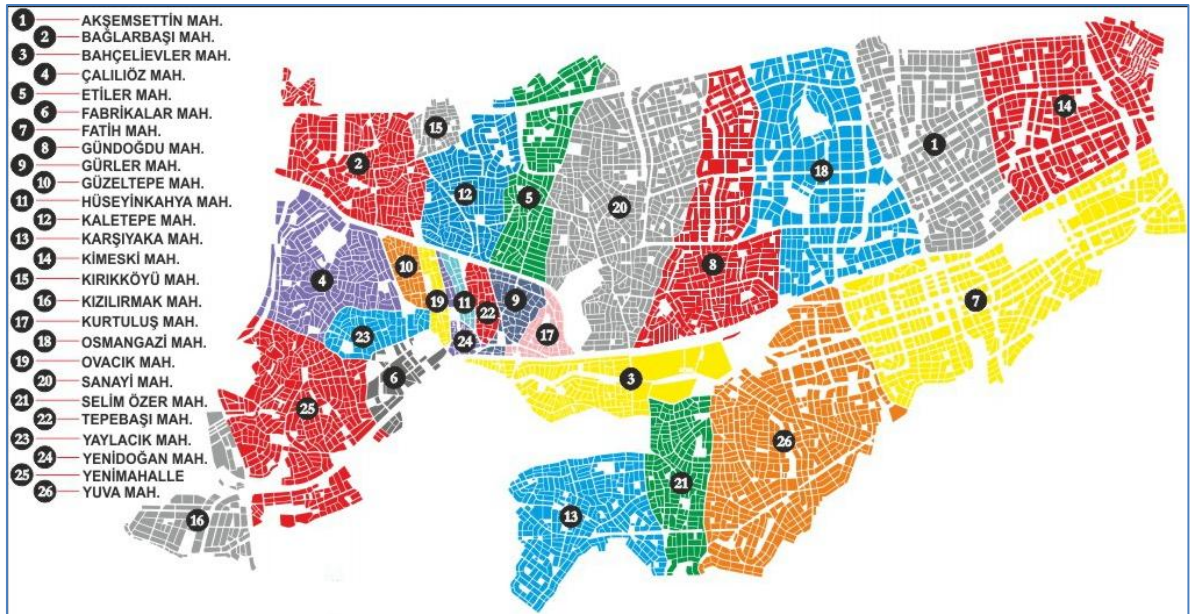 1 AKŞEMSETTİN MAH.
2 BAĞLARBAŞI MAH.
3 BAHÇELİEVLER MAH.
4 ÇALILIÖZ MAH.
5 ETİLER MAH.
6 FABRİKALAR MAH.
7 FATİH MAH.
8 GÜNDOĞDU MAH.
9 GÜRLER MAH.
10 GÜZELTEPE MAH.
11 HÜSEYİNKAHYA MAH.
12 KALETEPE MAH.
13 KARŞIYAKA MAH.
14 KİMESKİ MAH.
15 KIRIKKÖYÜ MAH.
16 KIZILIRMAK MAH.
17 KURTULUŞ MAH.
18 OSMANGAZİ MAH.
19 OVACIK MAH.
20 SANAYİ MAH.
21 SELİM ÖZER MAH.
22 TEPEBAŞI MAH.
23 YAYLACIK MAH.
24 YENİDOĞAN MAH.
25 YENİMAHALLE
26 YUVA MAH.
14
15
1
2
18
12
5
20
10
8
4
19
11
22
9
7
17
23
24
6
3
25
26
21
16
13